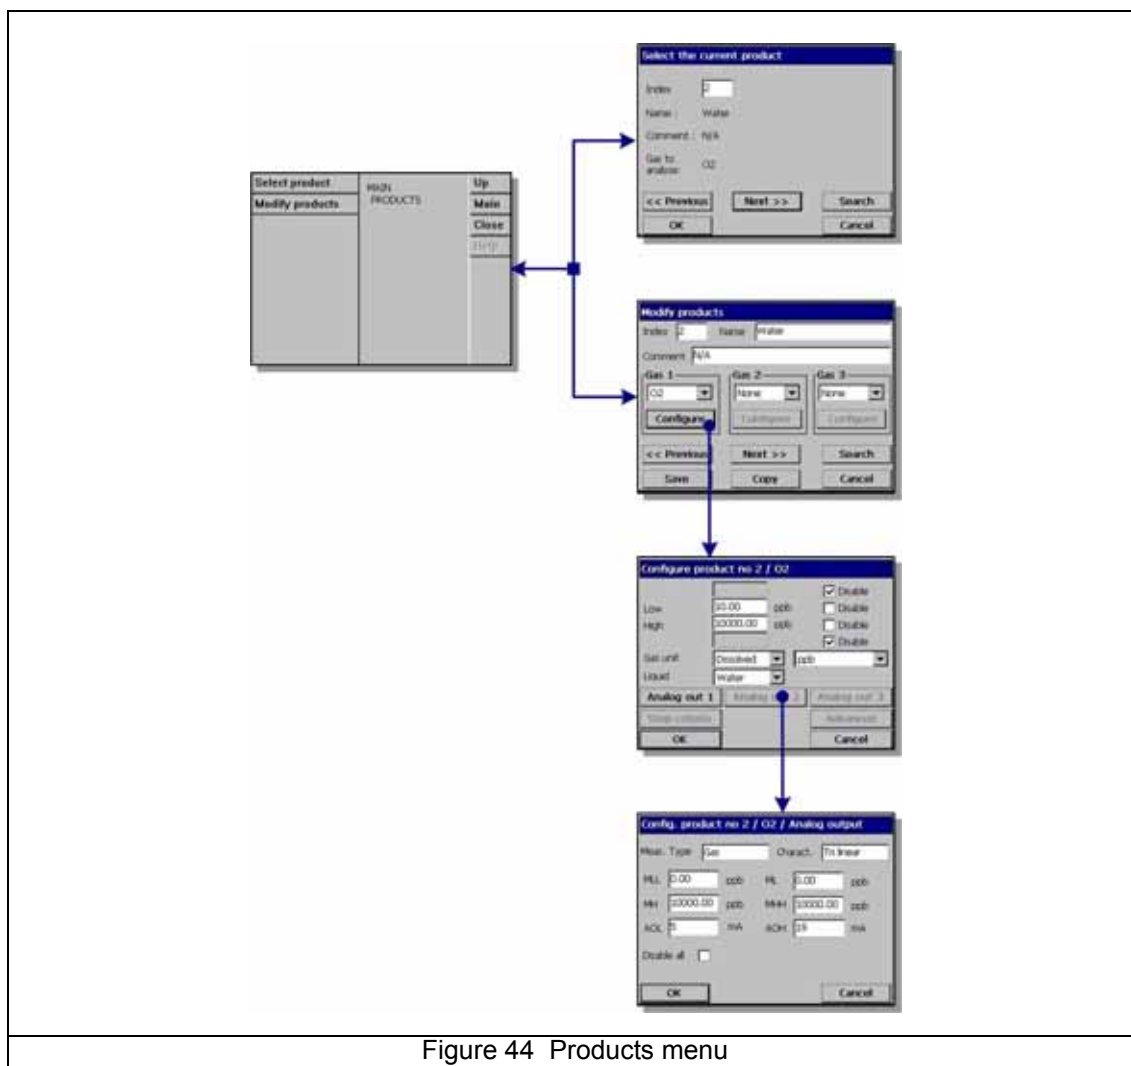 Select product
Modify products
MAIN
PRODUCTS
Up
Main
Close
Help
Select the current product
Index 2
Name : Water
Comment : N/A
Gas to
analyse: O2
<< Previous Next >> Search
OK Cancel
Modify products
Index 2 Name Water
Comment N/A
Gas 1 Gas 2 Gas 3
O2 None None
Configure Configure Configure
<< Previous Next >> Search
Save Copy Cancel
Configure product no 2 / O2
Disable
Low 10.00 ppb Disable
High 10000.00 ppb Disable
Disable
Gas unit Dissolved ppb
Liquid Water
Analog out 1 Analog 2 Analog out 3
Advanced
OK Cancel
Config. product no 2 / O2 / Analog output
Meas. Type Gas Charact. Tri linear
MLL 0.00 ppb ML 0.00 ppb
MH 10000.00 ppb MHH 10000.00 ppb
AOL 5 mA AOH mA
Disable all
OK Cancel
Figure 44 Products menu